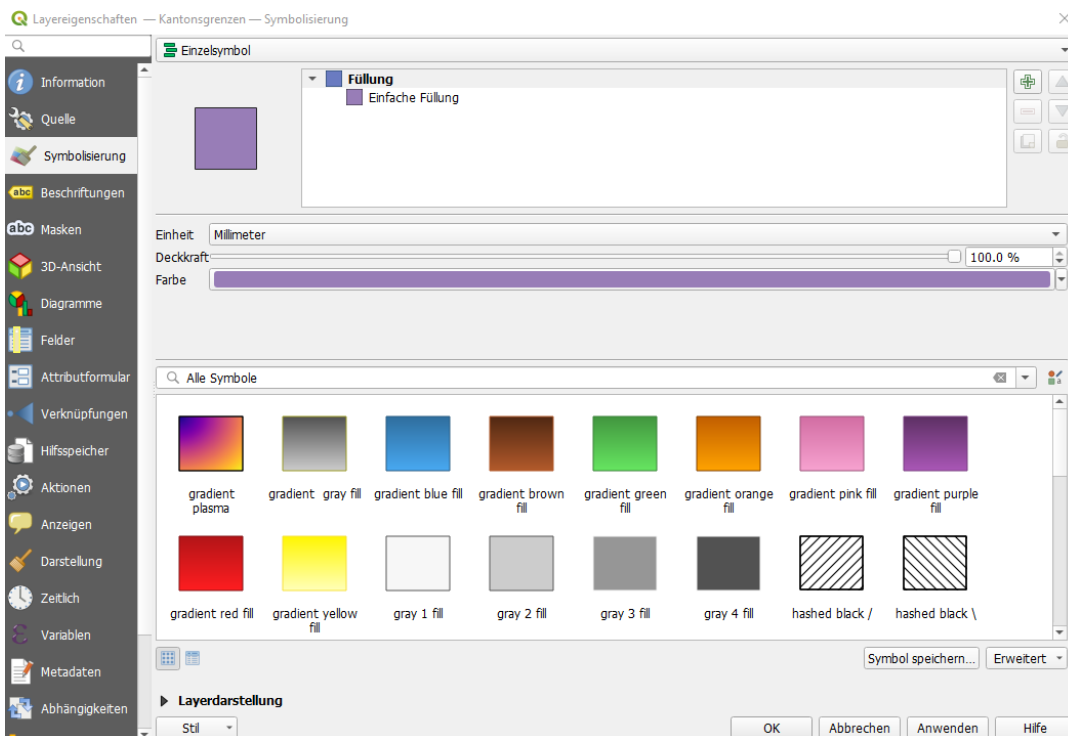 Layereigenschaften — Kantonsgrenzen — Symbolisierung
Einzelsymbol
Information
Quelle
Symbolisierung
abc Beschriftungen
abc Masken
3D-Ansicht
Diagramme
Felder
Attributformular
Verknüpfungen
Hilfsspeicher
Aktionen
Anzeigen
Darstellung
Zeitlich
Variablen
Metadaten
Abhängigkeiten
Füllung
Einfache Füllung
Einheit Millimeter
Deckkraft 100.0 %
Farbe
Alle Symbole
gradient plasma
gradient gray fill
gradient blue fill
gradient brown fill
gradient green fill
gradient orange fill
gradient pink fill
gradient purple fill
gradient red fill
gradient yellow fill
gray 1 fill
gray 2 fill
gray 3 fill
gray 4 fill
hashed black /
hashed black \
Symbol speichern... Erweitert
Layerdarstellung
Stil OK Abbrechen Anwenden Hilfe